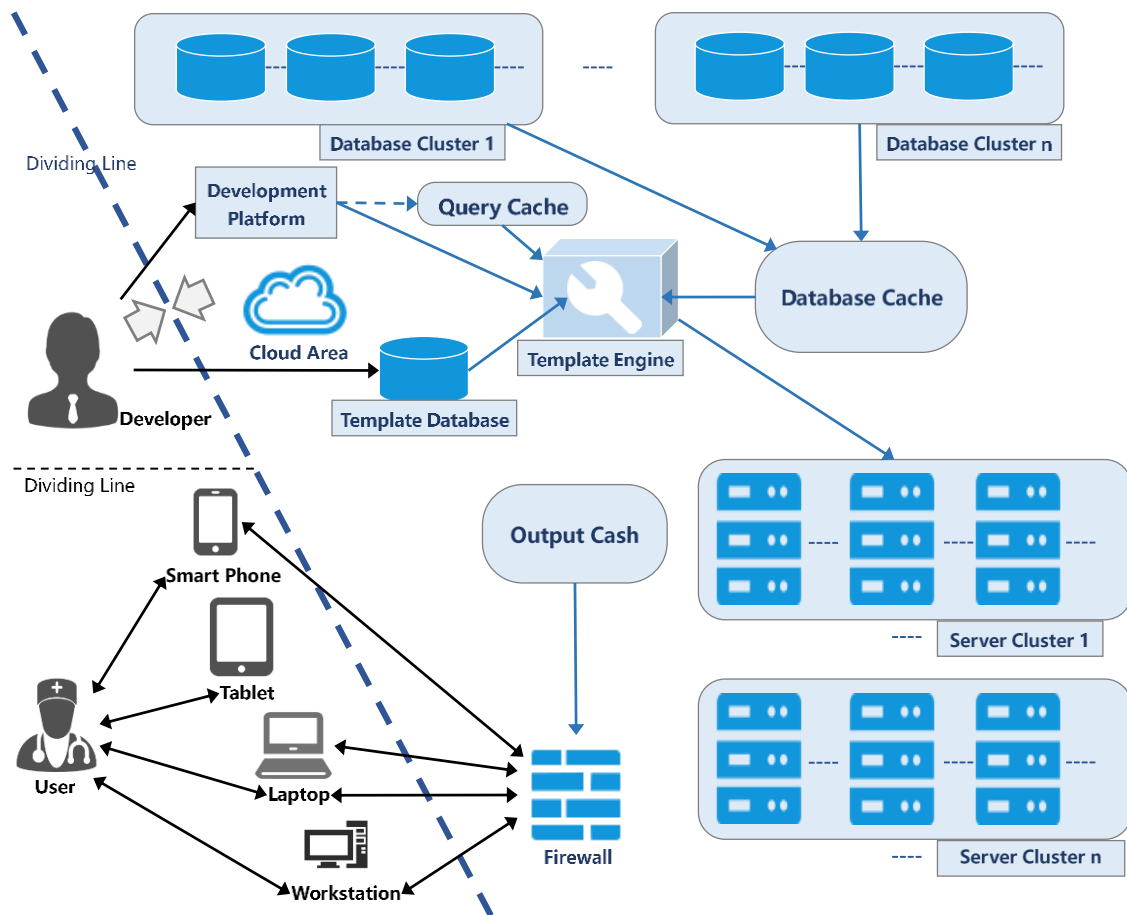 Database Cluster 1
Database Cluster n
Dividing Line
Development
Platform
Query Cache
Database Cache
Cloud Area
Template Engine
Developer
Template Database
Dividing Line
Output Cash
Smart Phone
Server Cluster 1
Tablet
User
Laptop
Firewall
Server Cluster n
Workstation